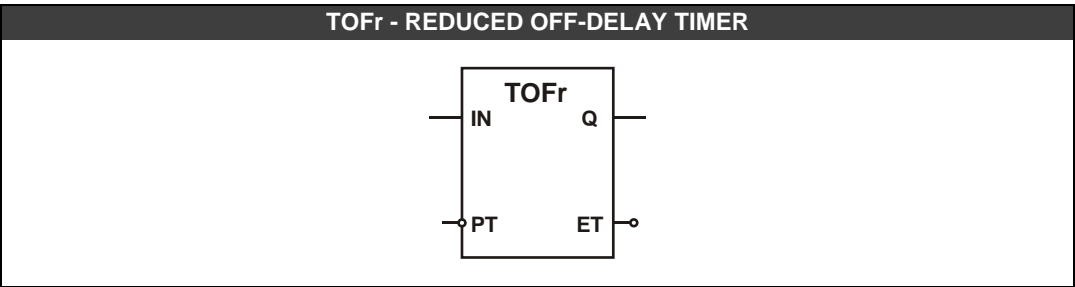 TOFr - REDUCED OFF-DELAY TIMER
TOFr
IN Q
PT ET